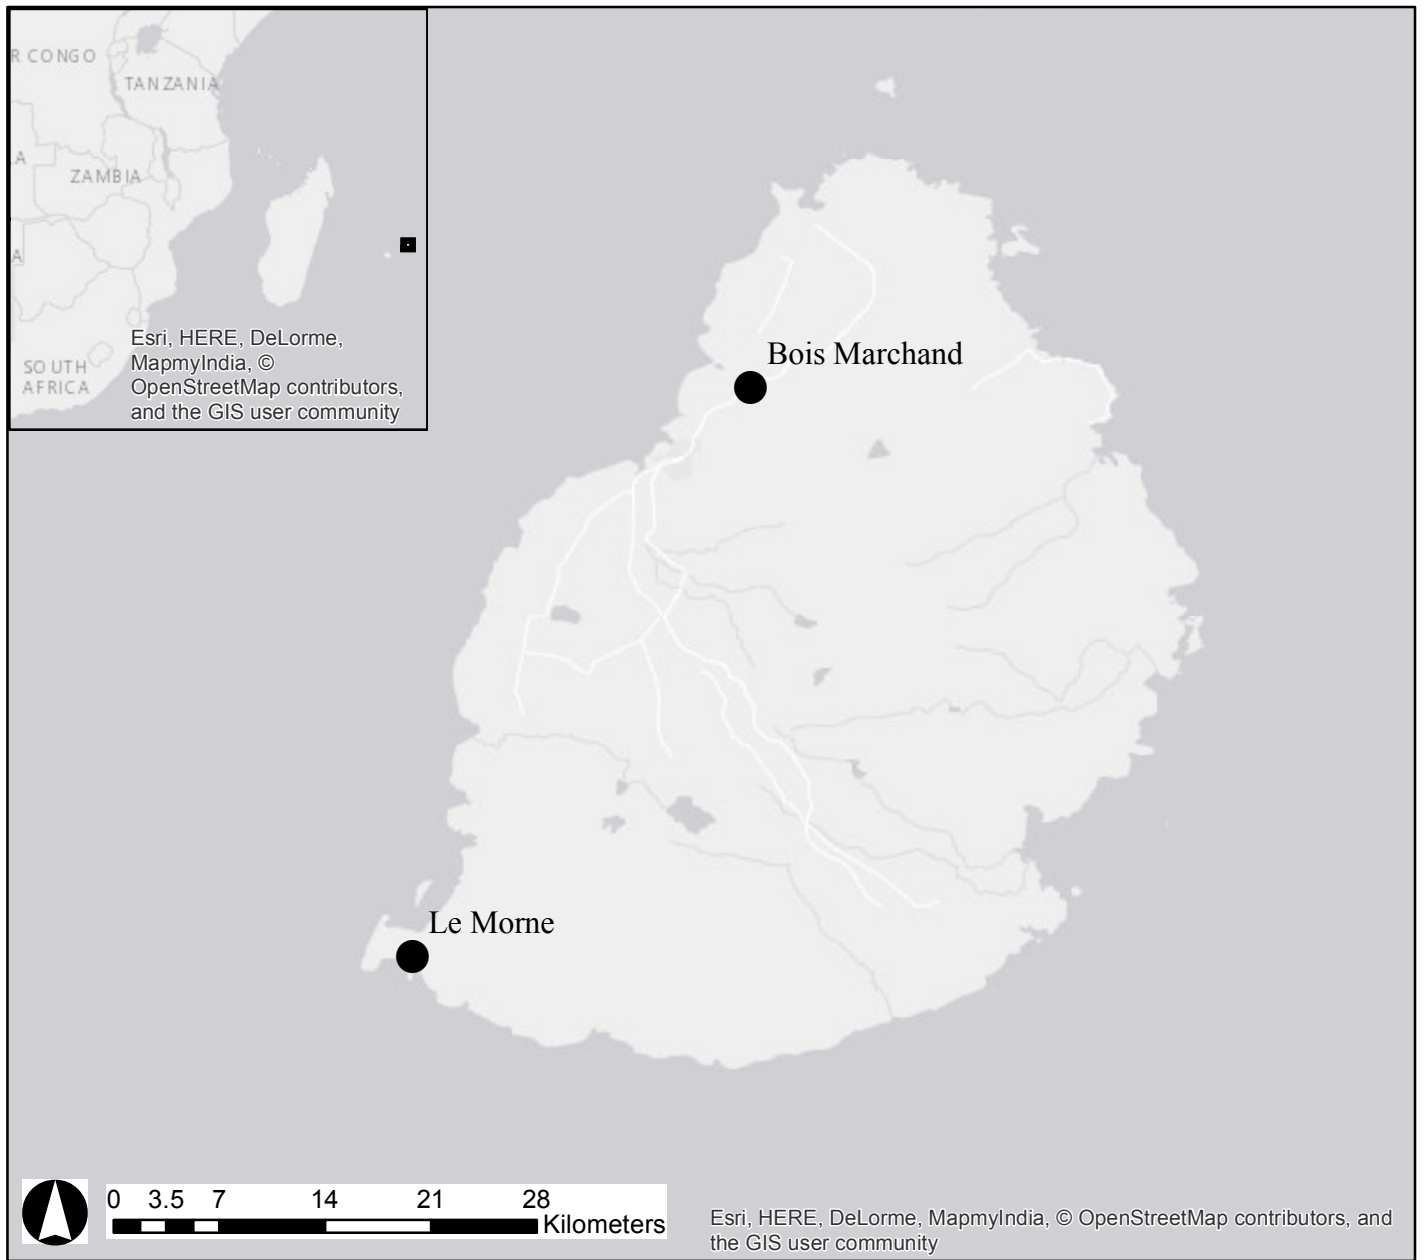 R CONGO
TANZANIA
A
ZAMBIA
A
SOUTH
AFRICA
Esri, HERE, DeLorme,
MapmyIndia, ©
OpenStreetMap contributors,
and the GIS user community
Bois Marchand
Le Morne
0 3.5 7 14 21 28
Kilometers
Esri, HERE, DeLorme, MapmyIndia, © OpenStreetMap contributors, and
the GIS user community